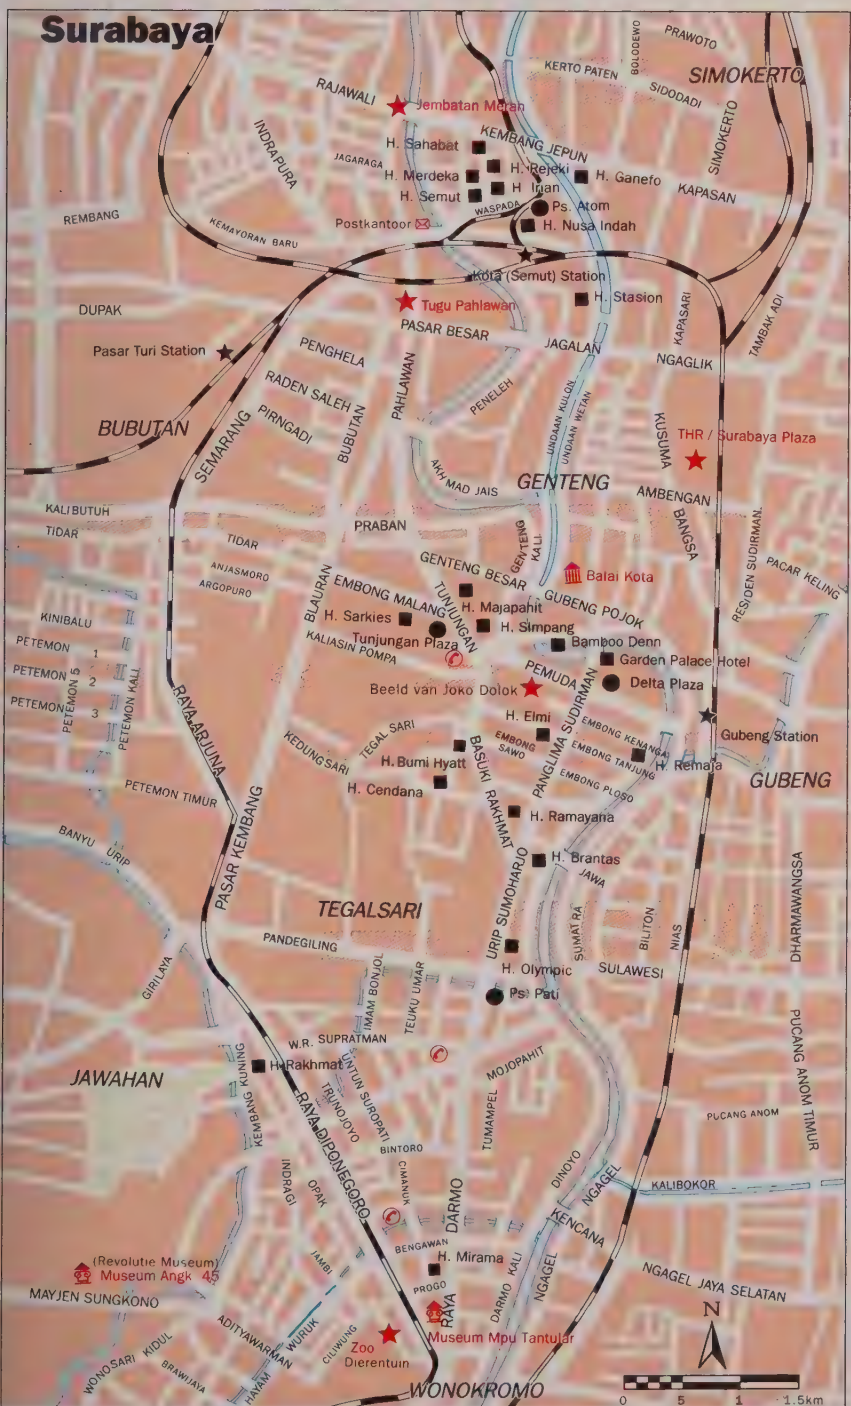 Surabaya
PRAWOTO
BOLODEWO
KERTO PATEN
SIMOKERTO
SIDODADI
RAJAWALI
Jembatan Merah
KEMBANG JEPUN
SIMOKERTO
INDRAPURA
H. Sahabat
JAGARAGA
H. Rejeki
H. Merdeka
H. Ganefo
H. Irian
KAPASAN
H. Semut
WASPADA
Ps. Atom
REMBANG
KEMAYORAN BARU
Postkantoor
H. Nusa Indah
Kota (Semut) Station
DUPAK
Tugu Pahlawan
H. Stasion
KAPASARI
TAMBAK ADI
PASAR BESAR
JAGALAN
NGAGLIK
Pasar Turi Station
PENGHELA
PAHLAWAN
RADEN SALEH
PENELEH
PIRNGADI
BUBUTAN
BUBUTAN
SEMARANG
UNDAAN KULON
UNDAAN WETAN
KUSUMA
THR / Surabaya Plaza
AKHMAD JAIS
GENTENG
AMBENGAN
KALIBUTUH
PRABAN
BANGSA
TIDAR
TIDAR
GENTENG
KALI
RESIDEN SUDIRMAN
ANJASMORO
ARGOPURO
GENTENG BESAR
PACAR KELING
Balai Kota
EMBONG MALANG
TUNJUNGAN
H. Majapahit
GUBENG POJOK
BLAURAN
KINIBALU
H. Sarkies
H. Simpang
Tunjungan Plaza
PETEMON 1
KALIASIN POMPA
Bamboo Denn
Garden Palace Hotel
PETEMON 2
PETEMON 5
PETEMON KALI
PEMUDA
Beeld van Joko Dolok
Delta Plaza
PETEMON 3
RAYA ARJUNA
H. Elmi
PANGLIMA SUDIRMAN
EMBONG KENANGA
Gubeng Station
TEGAL SARI
KEDUNGSARI
BASUKI RAKHMAT
EMBONG
SAWO
EMBONG TANJUNG
H. Bumi Hyatt
H. Remaja
EMBONG PLOSO
GUBENG
H. Cendana
PETEMON TIMUR
PASAR KEMBANG
H. Ramayana
BANYU URIP
H. Brantas
JAWA
URIP SUMOHARJO
DHARMAWANGSA
TEGALSARI
SUMATRA
BILITON
NIAS
PANDEGILING
GIRILAYA
H. Olympic
SULAWESI
IMAM BONJOL
TEUKU UMAR
Ps. Pati
W.R. SUPRATMAN
PUCANG ANOM TIMUR
H. Rakhmat
JAWAHAN
KEMBANG KUNING
UNTUN SUROPATI
MOJOPAHIT
TRUNOJOYO
TUMAMPEL
PUCANG ANOM
RAYA DIPONEGORO
BINTORO
CIMANUK
INDRAGI
OPAK
DINOYO
NGAGEL
KALIBOKOR
DARMO
KENCANA
BENGAWAN
JAMBI
DARMO KALI
NGAGEL
(Revolutie Museum)
Museum Angk 45
H. Mirama
PROGO
NGAGEL JAYA SELATAN
MAYJEN SUNGKONO
RAYA
N
ADITYAWARMAN
WURUK
HAYAM
CILIWUNG
Museum Mpu Tantular
WONOSARI KIDUL
BRAWIJAYA
Zoo
Dierentuin
WONOKROMO
0 5 1 1.5km